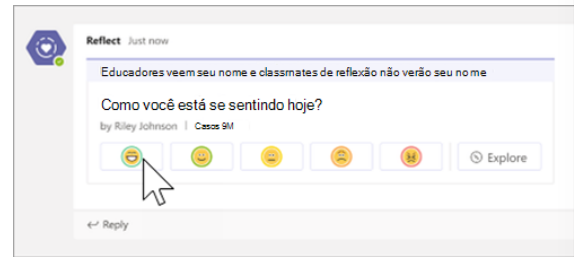 Reflect Just now
Educadores veem seu nome e classmates de reflexão não verão seu nome
Como você está se sentindo hoje?
by Riley Johnson | Casos 9M
Explore
Reply